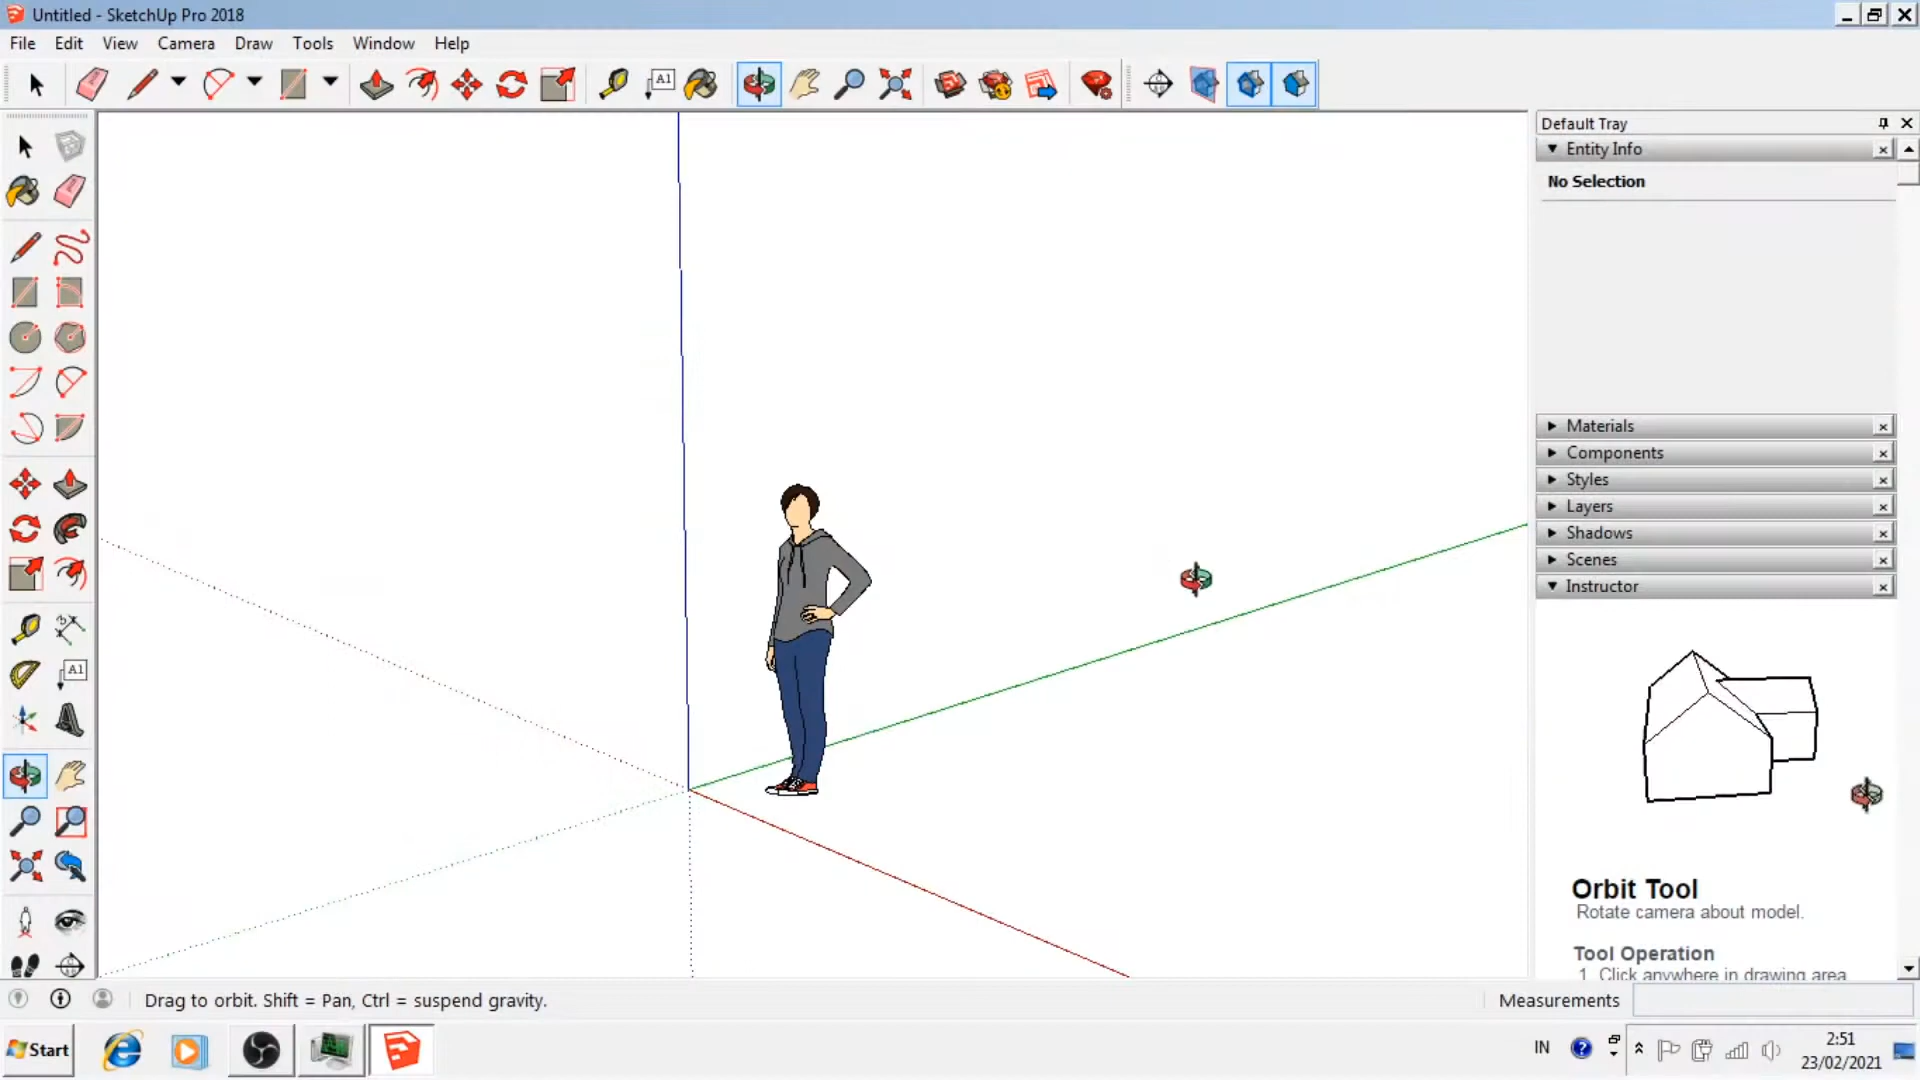 Untitled - SketchUp Pro 2018
File Edit View Camera Draw Tools Window Help
A1
Default Tray
Entity Info
No Selection
Materials
Components
Styles
Layers
Shadows
Scenes
Instructor
A1
Orbit Tool
Rotate camera about model.
Tool Operation
1. Click anywhere in drawing area
Drag to orbit. Shift = Pan, Ctrl = suspend gravity.
Measurements
Start
IN
2:51
23/02/2021